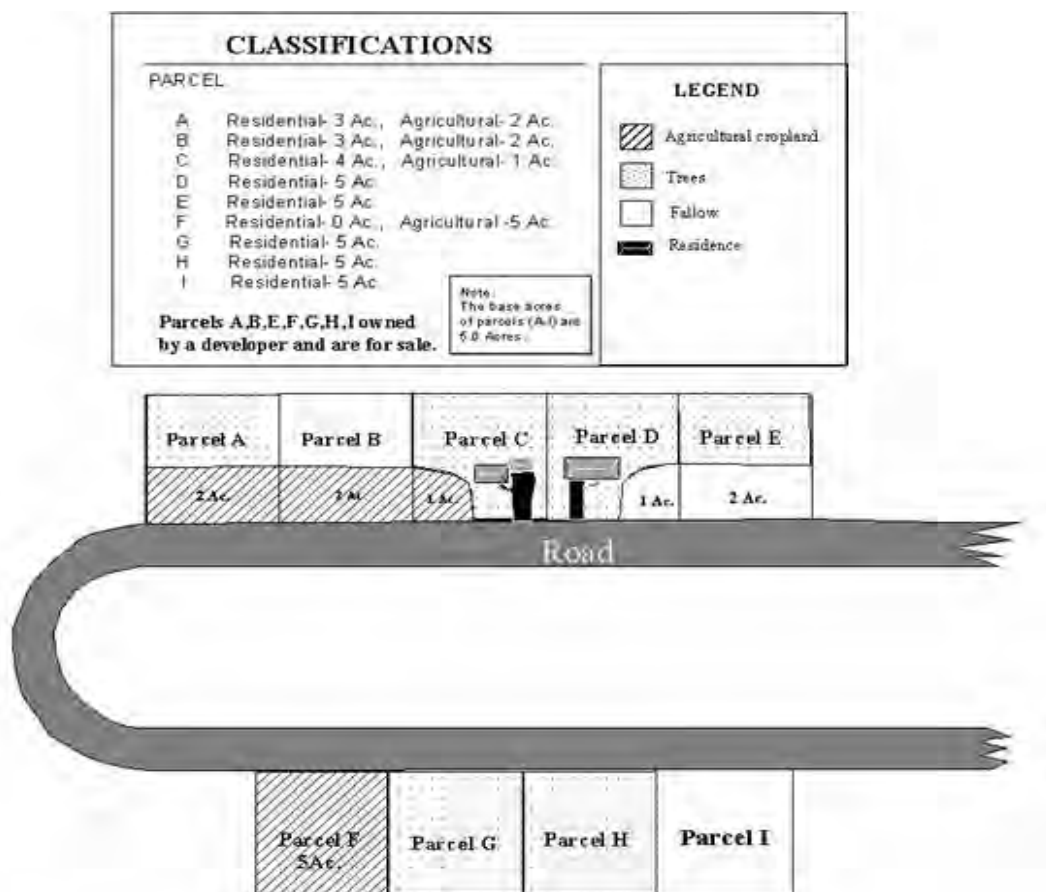 CLASSIFICATIONS
PARCEL
A Residential- 3 Ac., Agricultural- 2 Ac.
B Residential- 3 Ac., Agricultural- 2 Ac.
C Residential- 4 Ac., Agricultural- 1 Ac.
D Residential- 5 Ac.
E Residential- 5 Ac.
F Residential- 0 Ac., Agricultural -5 Ac.
G Residential- 5 Ac.
H Residential- 5 Ac.
I Residential- 5 Ac.
Parcels A,B,E,F,G,H,I owned
by a developer and are for sale.
Note:
The base acres
of parcels (A-I) are
5.0 Acres.
LEGEND
Agricultural cropland
Trees
Fallow
Residence
Parcel A
Parcel B
Parcel C
Parcel D
Parcel E
2 Ac.
2 Ac.
1 Ac.
1 Ac.
2 Ac.
Road
Parcel F
5Ac.
Parcel G
Parcel H
Parcel I